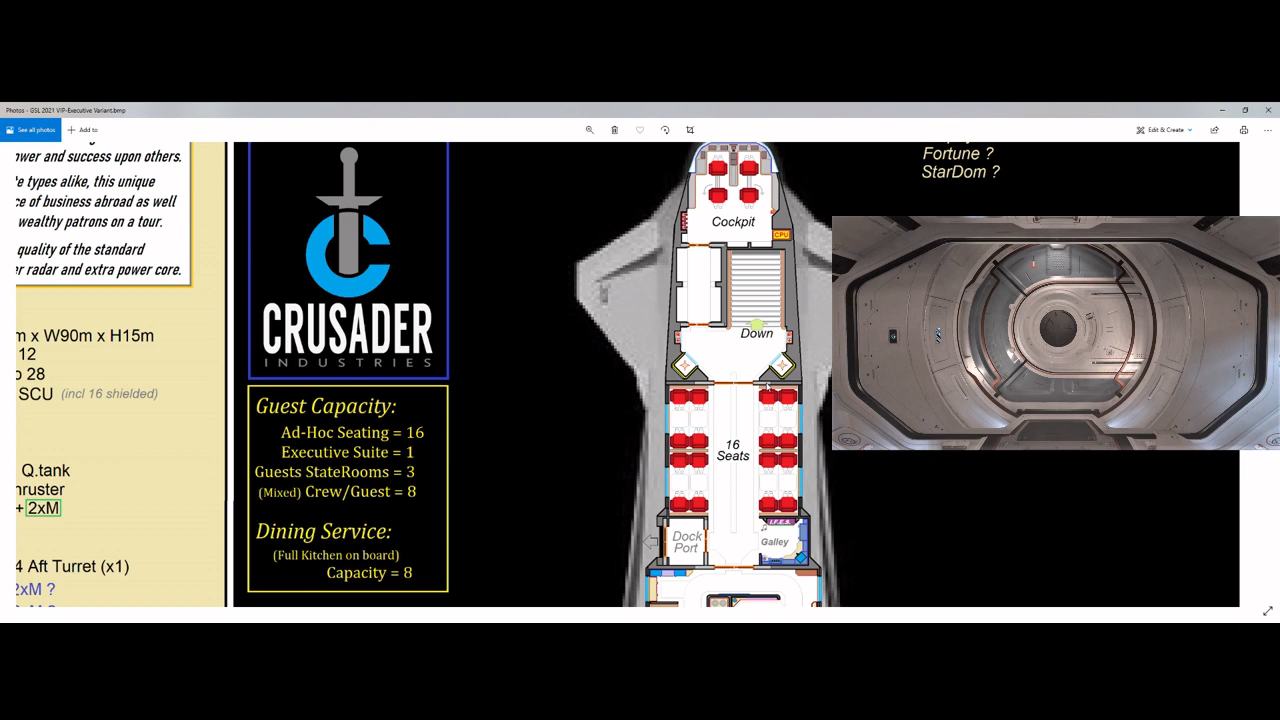 Photos - GSL 2021 VIP-Executive Variant.bmp
See all photos
Add to
Edit & Create
ower and success upon others.
e types alike, this unique
ce of business abroad as well
wealthy patrons on a tour.
quality of the standard
er radar and extra power core.
m x W90m x H15m
12
o 28
SCU (incl 16 shielded)
Q.tank
hruster
+ 2xM
4 Aft Turret (x1)
2xM ?
CRUSADER
INDUSTRIES
Guest Capacity:
Ad-Hoc Seating = 16
Executive Suite = 1
Guests StateRooms = 3
(Mixed) Crew/Guest = 8
Dining Service:
(Full Kitchen on board)
Capacity = 8
Cockpit
CPU
Down
16
Seats
Dock
Port
I.F.E.S.
Galley
Fortune ?
StarDom ?